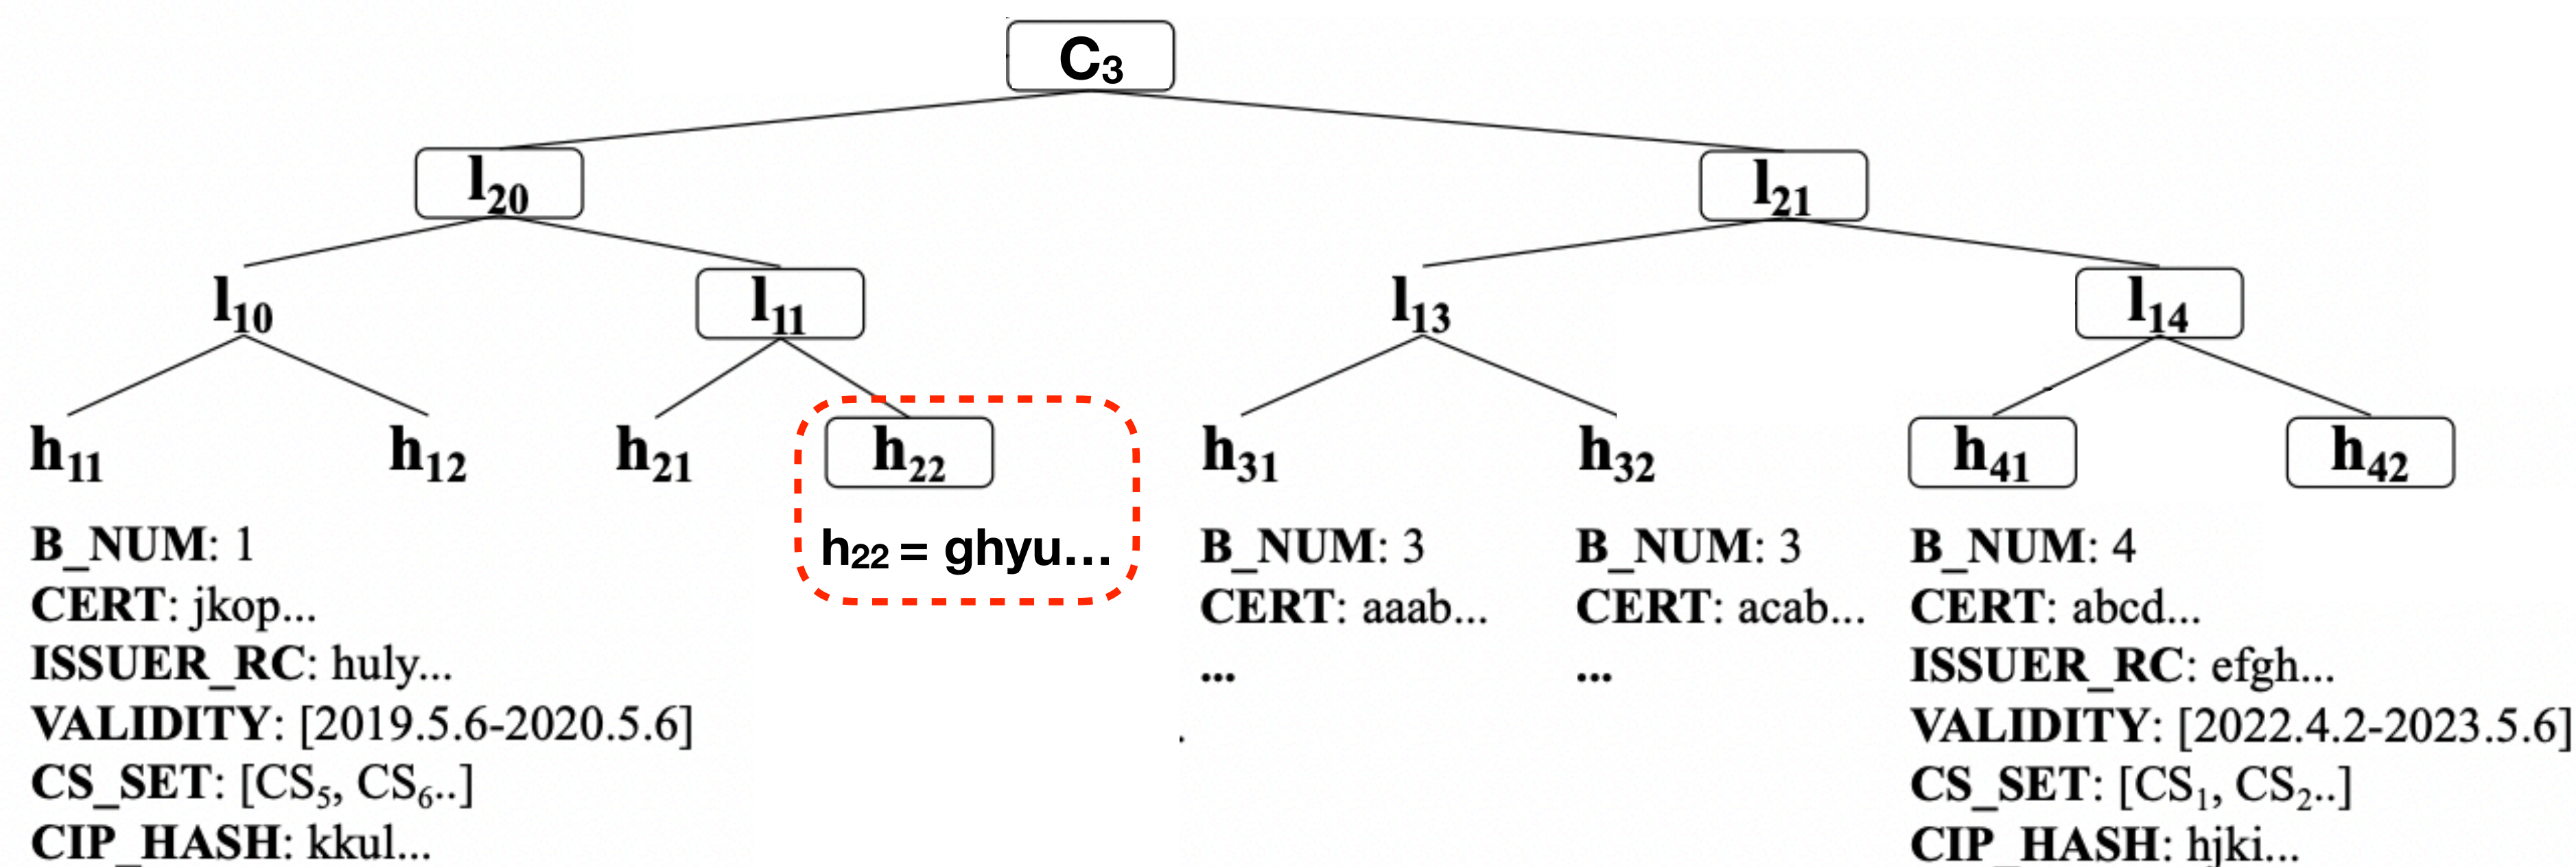 C₃
l₂₀ l₂₁
l₁₀ l₁₁ l₁₃ l₁₄
h₁₁ h₁₂ h₂₁ h₂₂ h₃₁ h₃₂ h₄₁ h₄₂
B_NUM: 1
CERT: jkop...
ISSUER_RC: huly...
VALIDITY: [2019.5.6-2020.5.6]
CS_SET: [CS₅, CS₆..]
CIP_HASH: kkul...
h₂₂ = ghyu...
B_NUM: 3
CERT: aaab...
...
B_NUM: 3
CERT: acab...
...
B_NUM: 4
CERT: abcd...
ISSUER_RC: efgh...
VALIDITY: [2022.4.2-2023.5.6]
CS_SET: [CS₁, CS₂..]
CIP_HASH: hjki...